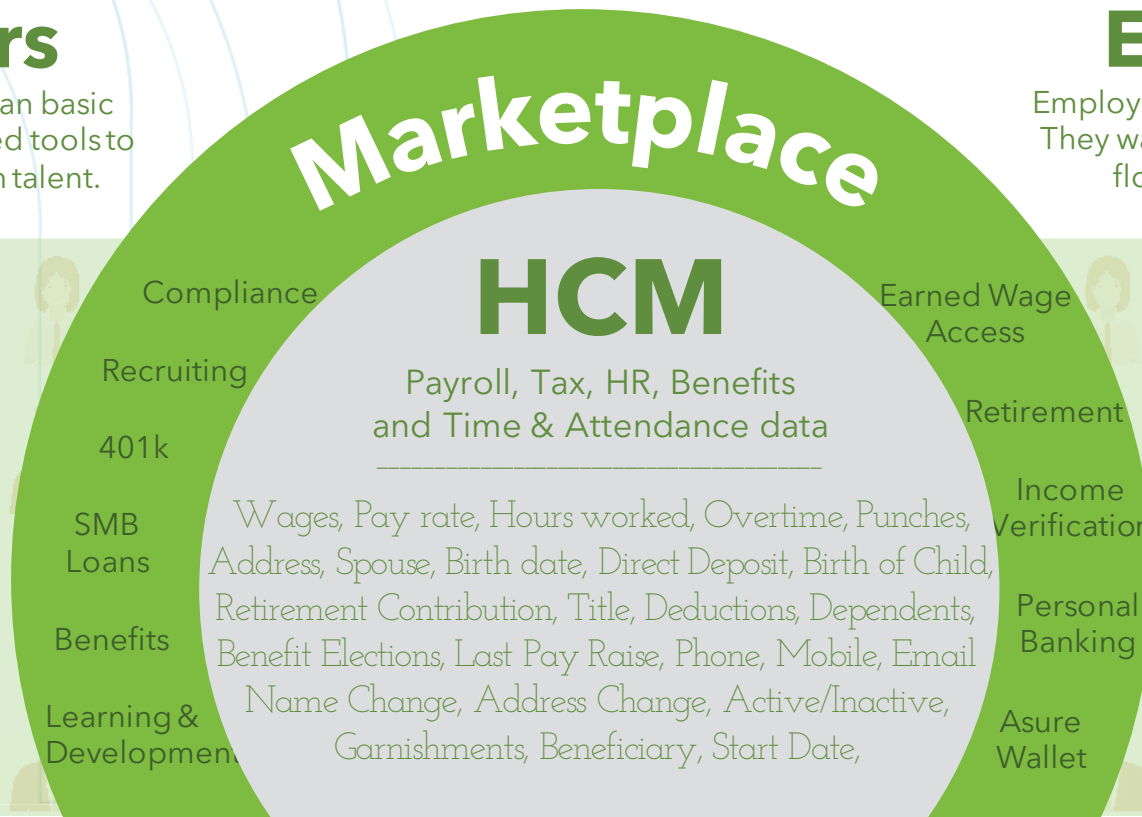 rs
an basic
ed tools to
n talent.
E
Employ
They wa
flo
Marketplace
Compliance
Recruiting
401k
SMB
Loans
Benefits
Learning &
Developmen
HCM
Payroll, Tax, HR, Benefits
and Time & Attendance data
Wages, Pay rate, Hours worked, Overtime, Punches,
Address, Spouse, Birth date, Direct Deposit, Birth of Child,
Retirement Contribution, Title, Deductions, Dependents,
Benefit Elections, Last Pay Raise, Phone, Mobile, Email
Name Change, Address Change, Active/Inactive,
Garnishments, Beneficiary, Start Date,
Earned Wage
Access
Retirement
Income
Verification
Personal
Banking
Asure
Wallet